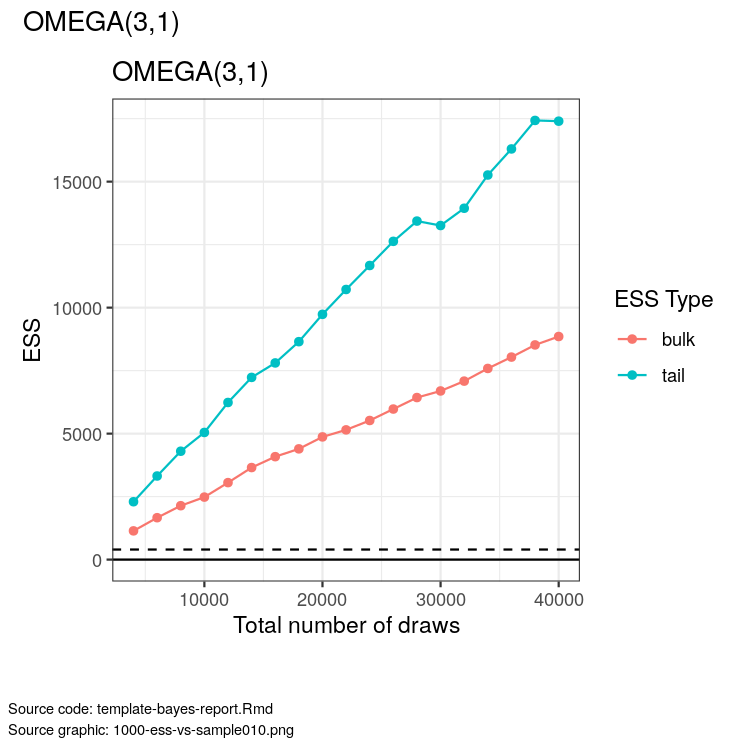 OMEGA(3,1)
OMEGA(3,1)
15000
10000
5000
0
ESS
10000 20000 30000 40000
Total number of draws
ESS Type
bulk
tail
Source code: template-bayes-report.Rmd
Source graphic: 1000-ess-vs-sample010.png